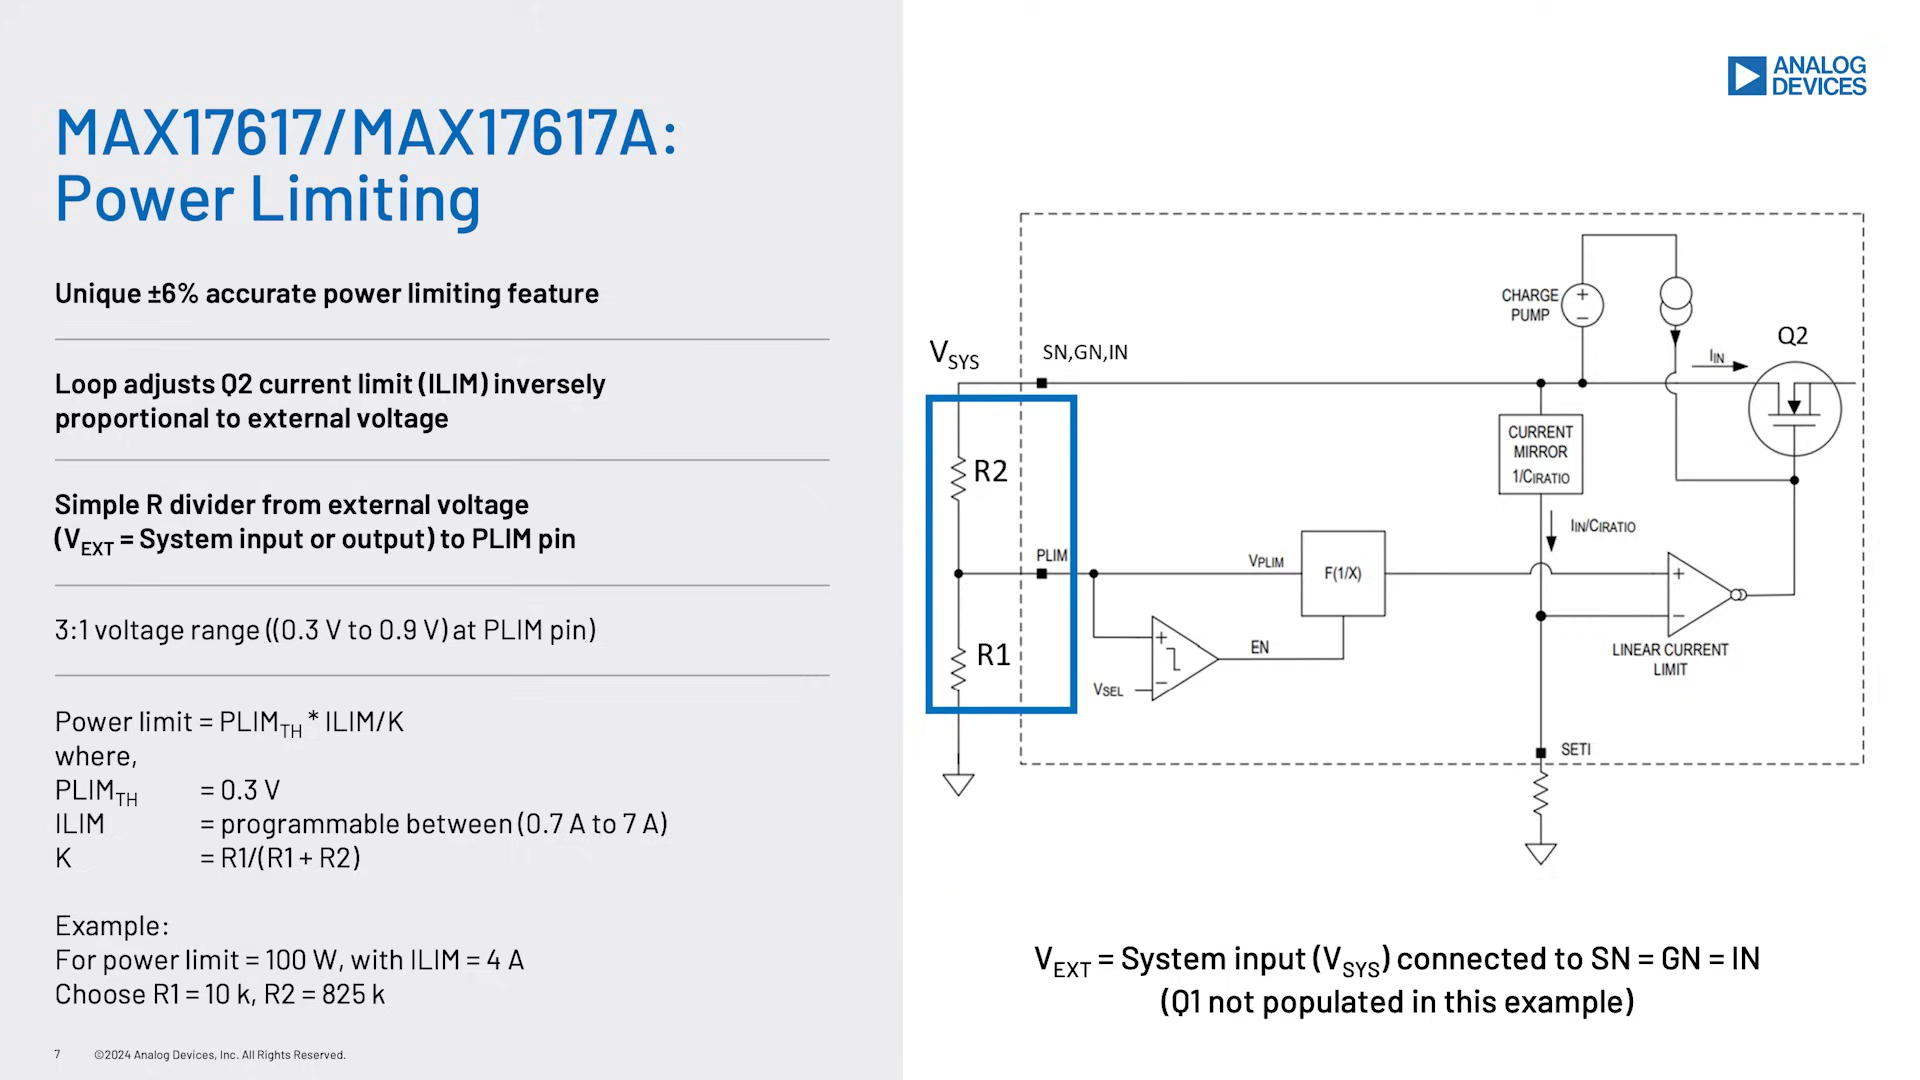 ANALOG
DEVICES
MAX17617/MAX17617A:
Power Limiting
Unique ±6% accurate power limiting feature
Loop adjusts Q2 current limit (ILIM) inversely
proportional to external voltage
Simple R divider from external voltage
(VEXT = System input or output) to PLIM pin
3:1 voltage range ((0.3 V to 0.9 V) at PLIM pin)
Power limit = PLIMTH * ILIM/K
where,
PLIMTH = 0.3 V
ILIM = programmable between (0.7 A to 7 A)
K = R1/(R1 + R2)
Example:
For power limit = 100 W, with ILIM = 4 A
Choose R1 = 10 k, R2 = 825 k
7 ©2024 Analog Devices, Inc. All Rights Reserved.
CHARGE
PUMP
+
−
Q2
IIN
VSYS
SN,GN,IN
CURRENT
MIRROR
1/CIRATIO
R2
IIN/CIRATIO
PLIM
VPLIM
F(1/X)
+
−
R1
+
−
EN
VSEL
LINEAR CURRENT
LIMIT
SETI
VEXT = System input (VSYS) connected to SN = GN = IN
(Q1 not populated in this example)